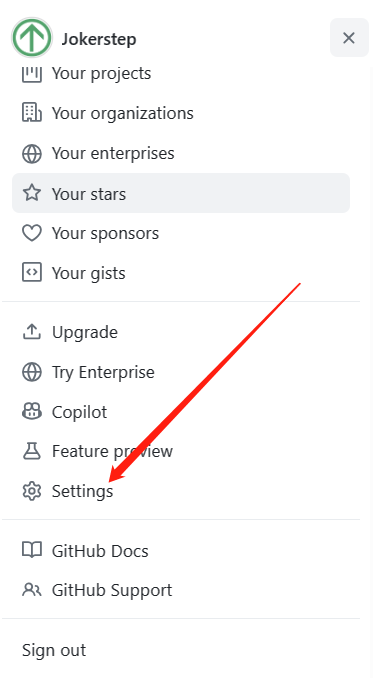 Jokerstep
Your projects
Your organizations
Your enterprises
Your stars
Your sponsors
Your gists
Upgrade
Try Enterprise
Copilot
Feature preview
Settings
GitHub Docs
GitHub Support
Sign out